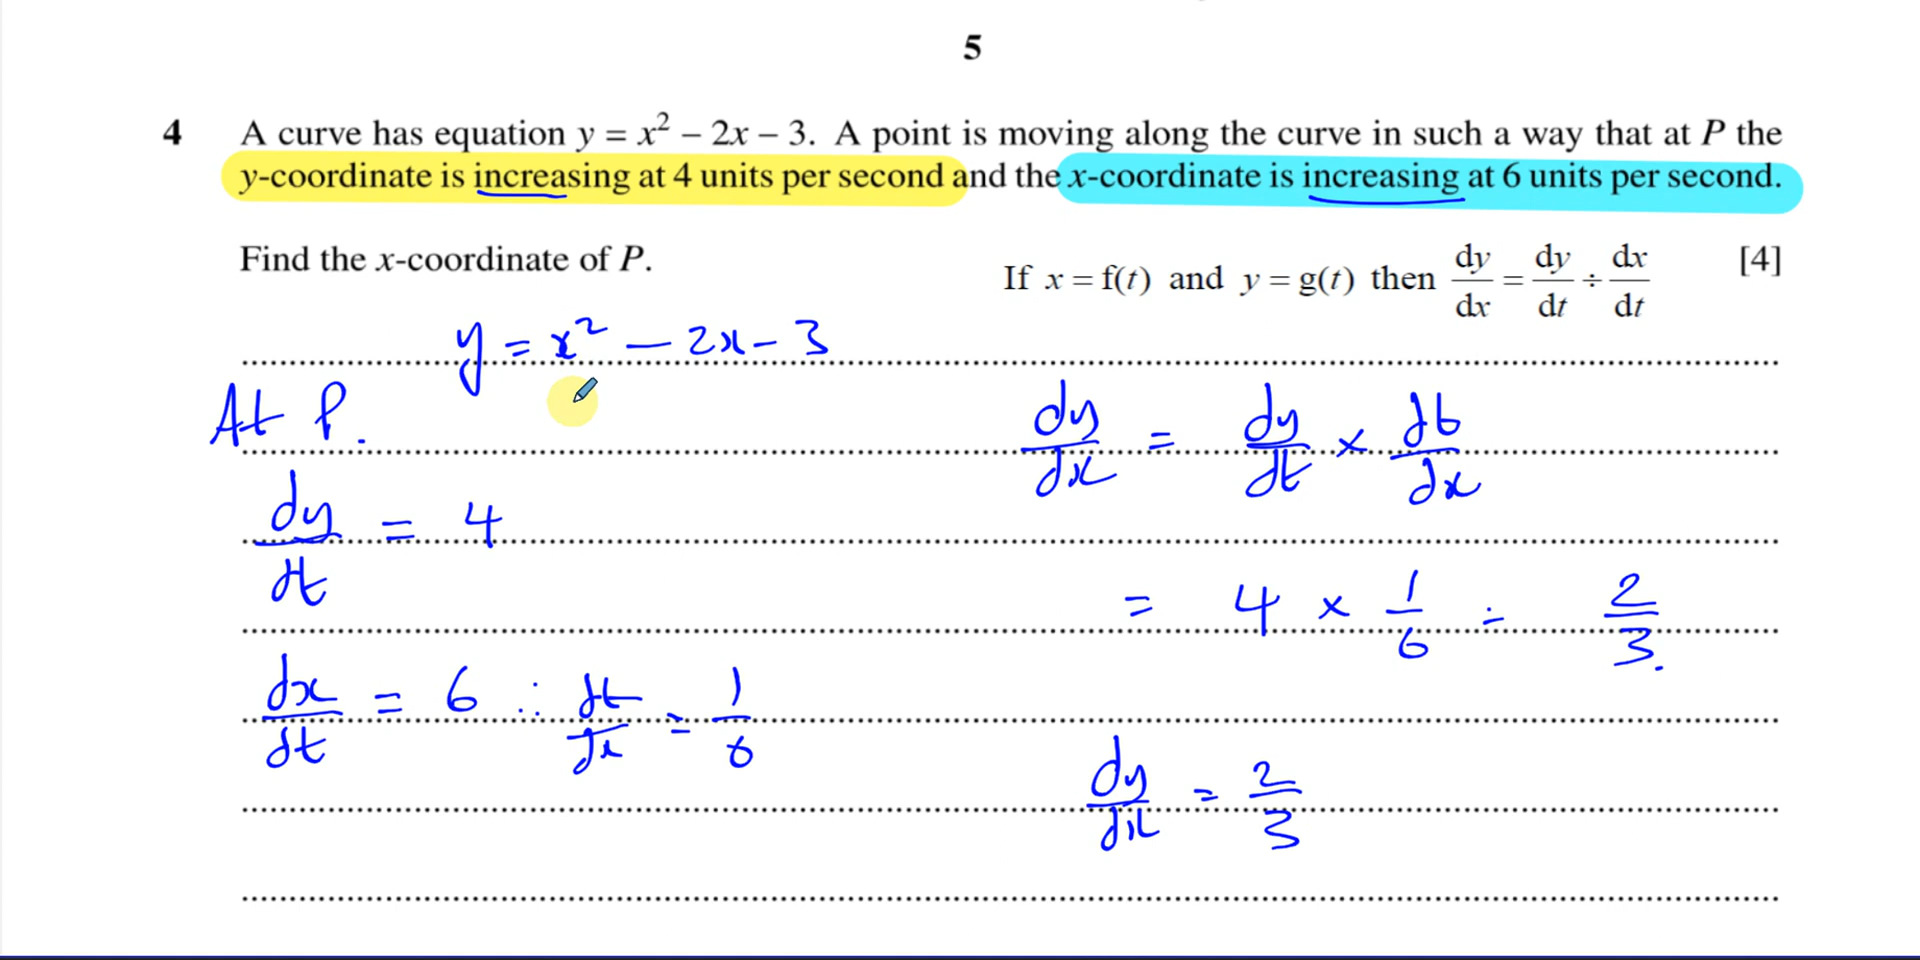 5
4 A curve has equation y = x² − 2x − 3. A point is moving along the curve in such a way that at P the
y-coordinate is increasing at 4 units per second and the x-coordinate is increasing at 6 units per second.
Find the x-coordinate of P. If x = f(t) and y = g(t) then dy/dx = dy/dt ÷ dx/dt [4]
y = x² − 2x − 3
At P.
dy/dx = dy/dt × dt/dx
dy/dt = 4
= 4 × 1/6 = 2/3.
dx/dt = 6 ∴ dt/dx = 1/6
dy/dx = 2/3